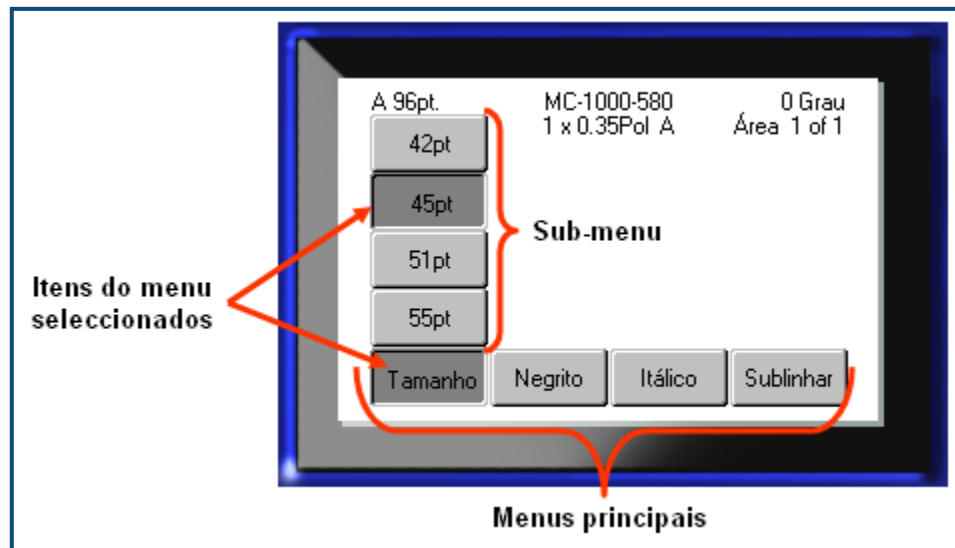 A 96pt. MC-1000-580 0 Grau
1 x 0.35Pol A Área 1 of 1
42pt
45pt
Sub-menu
51pt
Itens do menu
seleccionados
55pt
Tamanho Negrito Itálico Sublinhar
Menus principais